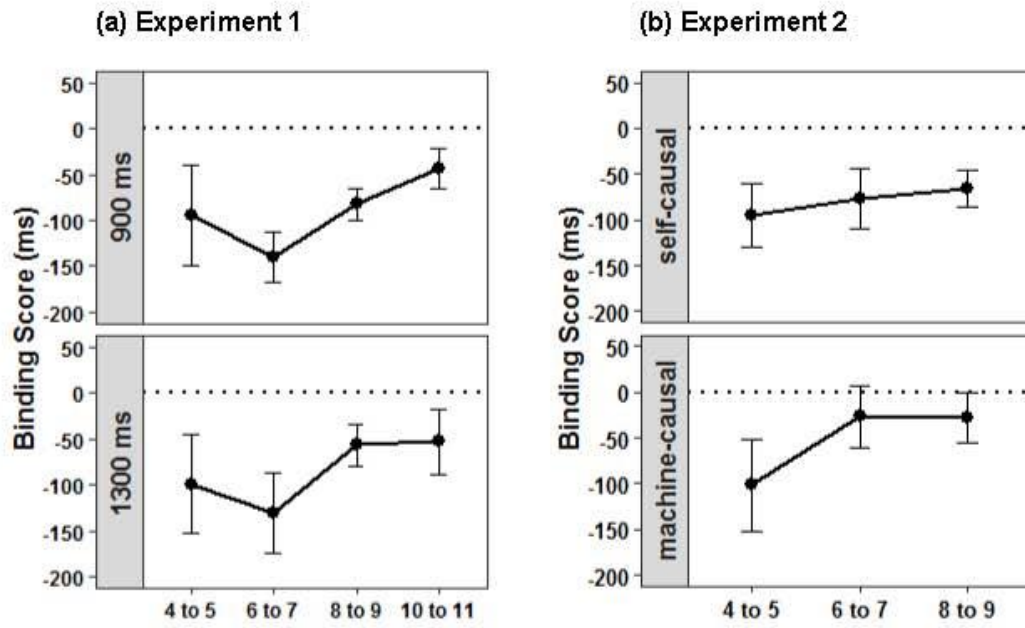 (a) Experiment 1
Binding Score (ms)
900 ms
50
0
-50
-100
-150
-200
1300 ms
50
0
-50
-100
-150
-200
4 to 5 6 to 7 8 to 9 10 to 11
(b) Experiment 2
Binding Score (ms)
self-causal
50
0
-50
-100
-150
-200
machine-causal
50
0
-50
-100
-150
-200
4 to 5 6 to 7 8 to 9